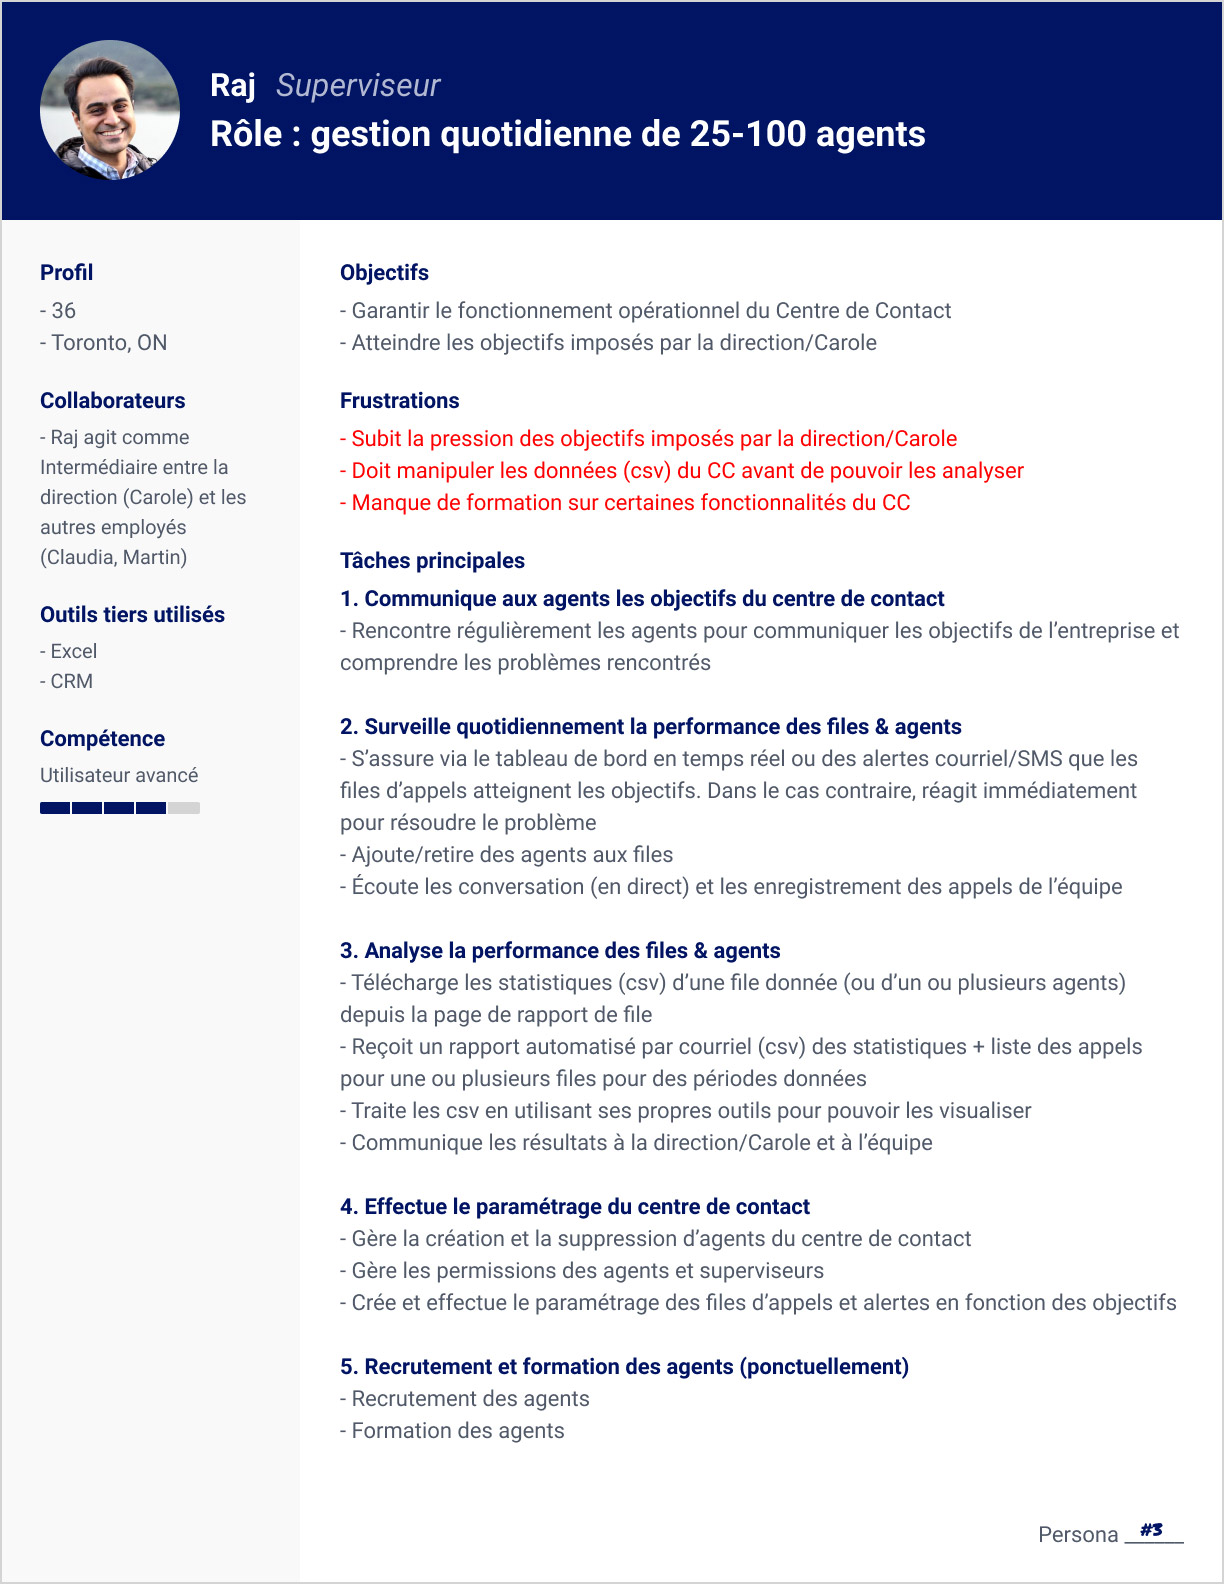 Raj Superviseur
Rôle : gestion quotidienne de 25-100 agents
Profil
- 36
- Toronto, ON
Collaborateurs
- Raj agit comme
Intermédiaire entre la
direction (Carole) et les
autres employés
(Claudia, Martin)
Outils tiers utilisés
- Excel
- CRM
Compétence
Utilisateur avancé
Objectifs
- Garantir le fonctionnement opérationnel du Centre de Contact
- Atteindre les objectifs imposés par la direction/Carole
Frustrations
- Subit la pression des objectifs imposés par la direction/Carole
- Doit manipuler les données (csv) du CC avant de pouvoir les analyser
- Manque de formation sur certaines fonctionnalités du CC
Tâches principales
1. Communique aux agents les objectifs du centre de contact
- Rencontre régulièrement les agents pour communiquer les objectifs de l’entreprise et
comprendre les problèmes rencontrés
2. Surveille quotidiennement la performance des files & agents
- S’assure via le tableau de bord en temps réel ou des alertes courriel/SMS que les
files d’appels atteignent les objectifs. Dans le cas contraire, réagit immédiatement
pour résoudre le problème
- Ajoute/retire des agents aux files
- Écoute les conversation (en direct) et les enregistrement des appels de l’équipe
3. Analyse la performance des files & agents
- Télécharge les statistiques (csv) d’une file donnée (ou d’un ou plusieurs agents)
depuis la page de rapport de file
- Reçoit un rapport automatisé par courriel (csv) des statistiques + liste des appels
pour une ou plusieurs files pour des périodes données
- Traite les csv en utilisant ses propres outils pour pouvoir les visualiser
- Communique les résultats à la direction/Carole et à l’équipe
4. Effectue le paramétrage du centre de contact
- Gère la création et la suppression d’agents du centre de contact
- Gère les permissions des agents et superviseurs
- Crée et effectue le paramétrage des files d’appels et alertes en fonction des objectifs
5. Recrutement et formation des agents (ponctuellement)
- Recrutement des agents
- Formation des agents
Persona #3